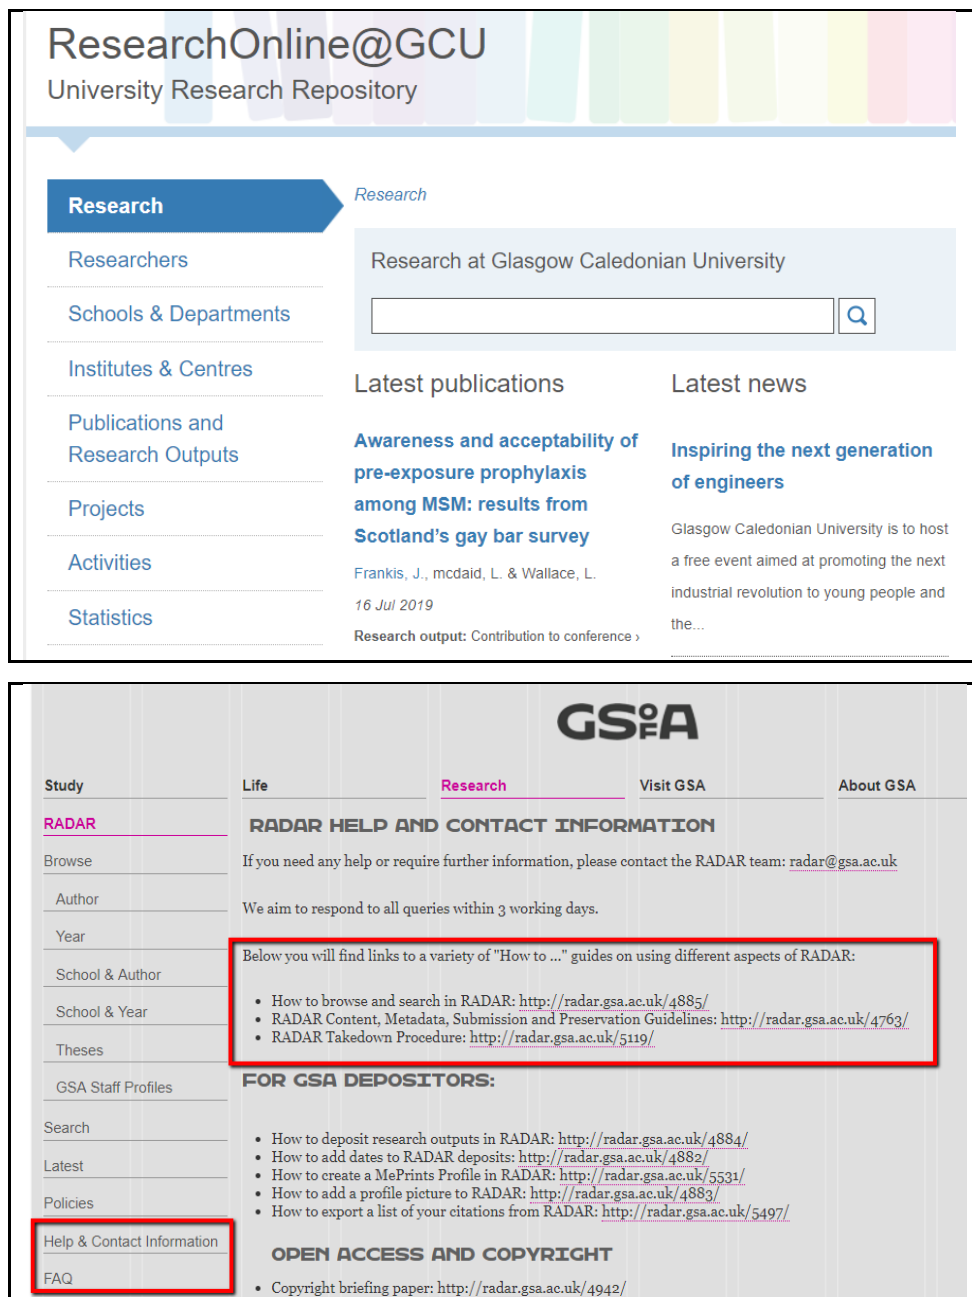 ResearchOnline@GCU
University Research Repository
Research
Researchers
Schools & Departments
Institutes & Centres
Publications and
Research Outputs
Projects
Activities
Statistics
Research
Research at Glasgow Caledonian University
Latest publications
Awareness and acceptability of
pre-exposure prophylaxis
among MSM: results from
Scotland's gay bar survey
Frankis, J., mcdaid, L. & Wallace, L.
16 Jul 2019
Research output: Contribution to conference ›
Latest news
Inspiring the next generation
of engineers
Glasgow Caledonian University is to host
a free event aimed at promoting the next
industrial revolution to young people and
the...
GSOFA
Study
Life
Research
Visit GSA
About GSA
RADAR
Browse
Author
Year
School & Author
School & Year
Theses
GSA Staff Profiles
Search
Latest
Policies
Help & Contact Information
FAQ
RADAR HELP AND CONTACT INFORMATION
If you need any help or require further information, please contact the RADAR team: radar@gsa.ac.uk
We aim to respond to all queries within 3 working days.
Below you will find links to a variety of "How to ..." guides on using different aspects of RADAR:
• How to browse and search in RADAR: http://radar.gsa.ac.uk/4885/
• RADAR Content, Metadata, Submission and Preservation Guidelines: http://radar.gsa.ac.uk/4763/
• RADAR Takedown Procedure: http://radar.gsa.ac.uk/5119/
FOR GSA DEPOSITORS:
• How to deposit research outputs in RADAR: http://radar.gsa.ac.uk/4884/
• How to add dates to RADAR deposits: http://radar.gsa.ac.uk/4882/
• How to create a MePrints Profile in RADAR: http://radar.gsa.ac.uk/5531/
• How to add a profile picture to RADAR: http://radar.gsa.ac.uk/4883/
• How to export a list of your citations from RADAR: http://radar.gsa.ac.uk/5497/
OPEN ACCESS AND COPYRIGHT
• Copyright briefing paper: http://radar.gsa.ac.uk/4942/